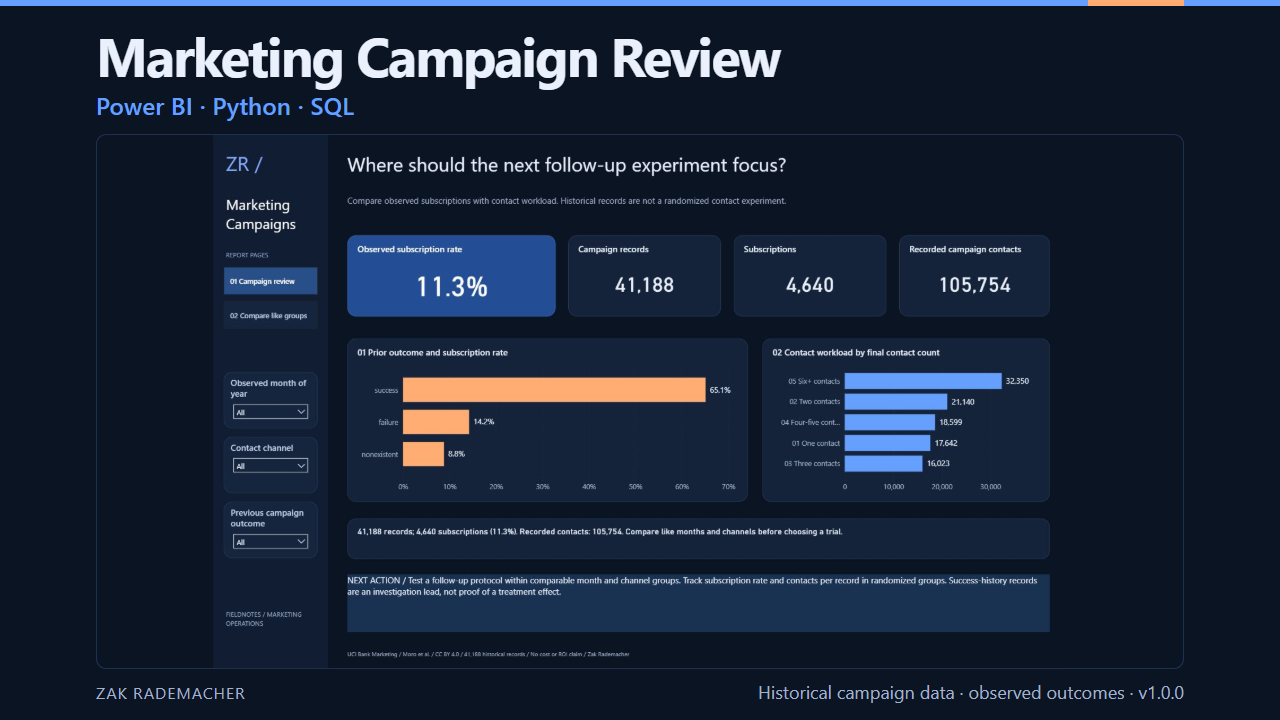 Marketing Campaign Review
Power BI · Python · SQL
ZR /
Marketing
Campaigns
REPORT PAGES
01 Campaign review
02 Compare like groups
Observed month of
year
All
Contact channel
All
Previous campaign
outcome
All
FIELDNOTES / MARKETING
OPERATIONS
Where should the next follow-up experiment focus?
Compare observed subscriptions with contact workload. Historical records are not a randomized contact experiment.
Observed subscription rate
11.3%
Campaign records
41,188
Subscriptions
4,640
Recorded campaign contacts
105,754
01 Prior outcome and subscription rate
success 65.1%
failure 14.2%
nonexistent 8.8%
0% 10% 20% 30% 40% 50% 60% 70%
02 Contact workload by final contact count
05 Six+ contacts 32,350
02 Two contacts 21,140
04 Four-five cont... 18,599
01 One contact 17,642
03 Three contacts 16,023
0 10,000 20,000 30,000
41,188 records; 4,640 subscriptions (11.3%). Recorded contacts: 105,754. Compare like months and channels before choosing a trial.
NEXT ACTION / Test a follow-up protocol within comparable month and channel groups. Track subscription rate and contacts per record in randomized groups. Success-history records
are an investigation lead, not proof of a treatment effect.
UCI Bank Marketing / Moro et al. / CC BY 4.0 / 41,188 historical records / No cost or ROI claim / Zak Rademacher
ZAK RADEMACHER
Historical campaign data · observed outcomes · v1.0.0